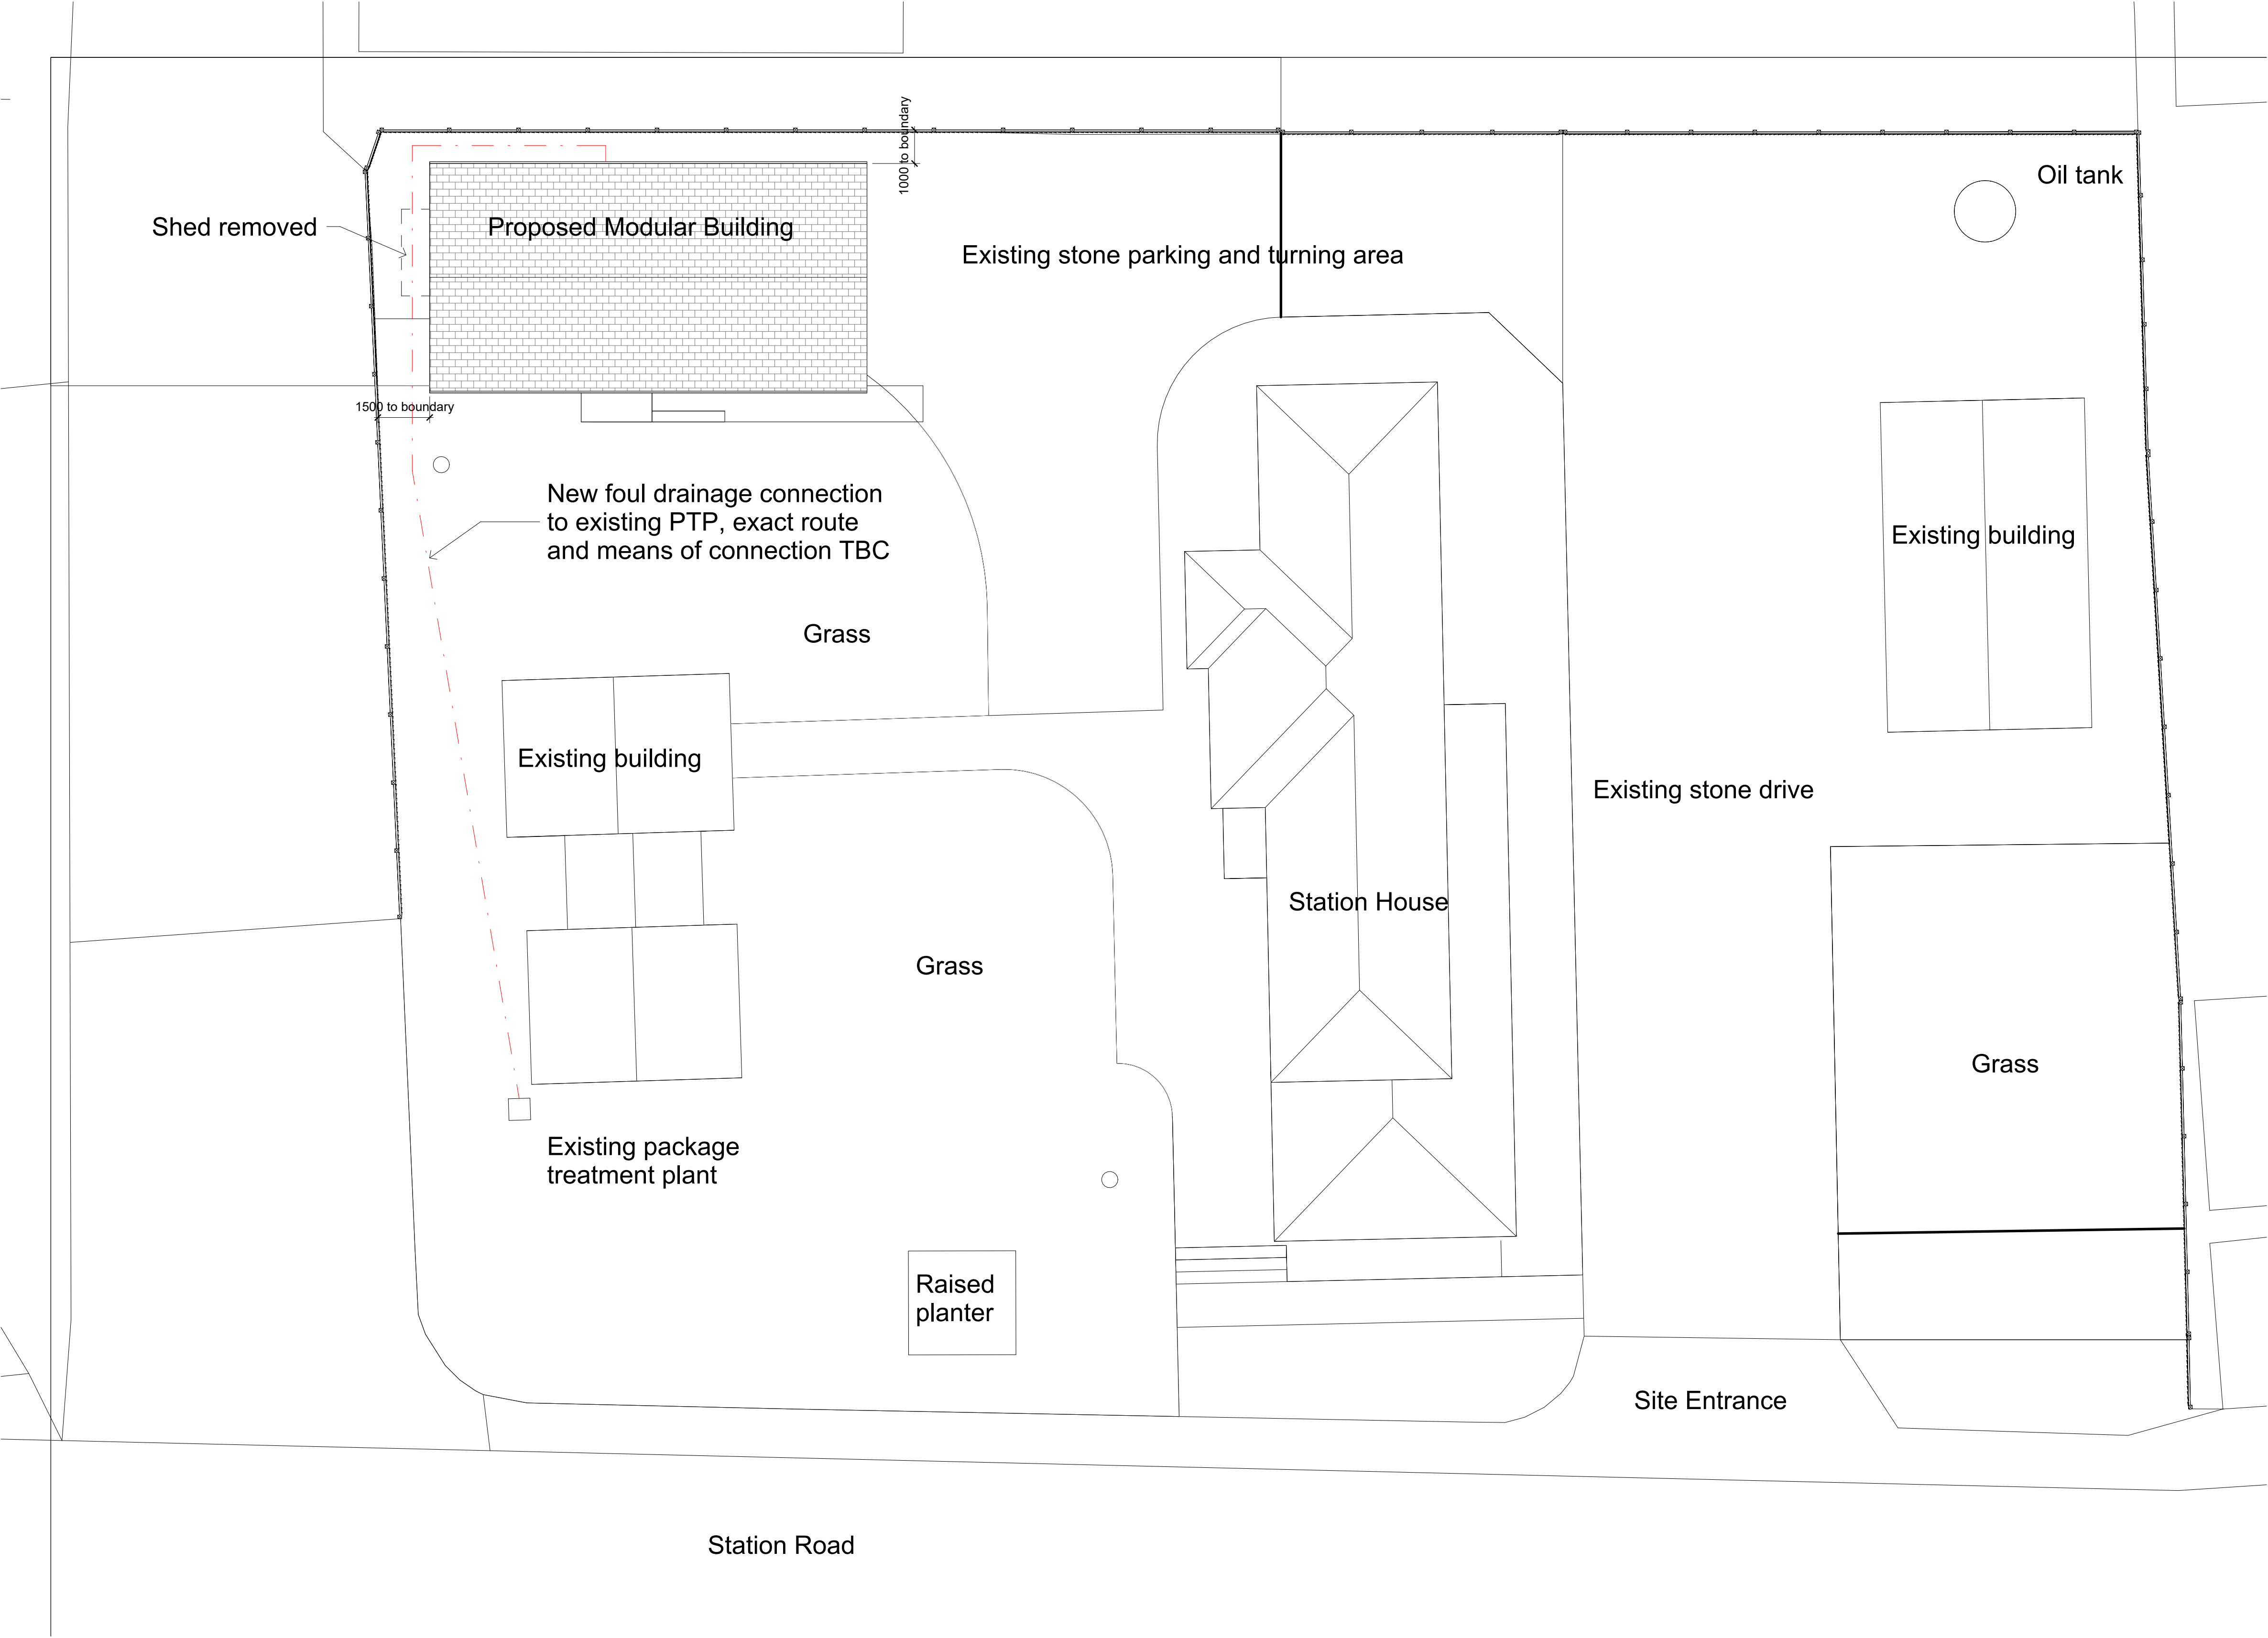 1000 to boundary
Oil tank
Shed removed
Proposed Modular Building
Existing stone parking and turning area
1500 to boundary
New foul drainage connection
to existing PTP, exact route
and means of connection TBC
Existing building
Grass
Existing building
Existing stone drive
Station House
Grass
Grass
Existing package
treatment plant
Raised
planter
Site Entrance
Station Road